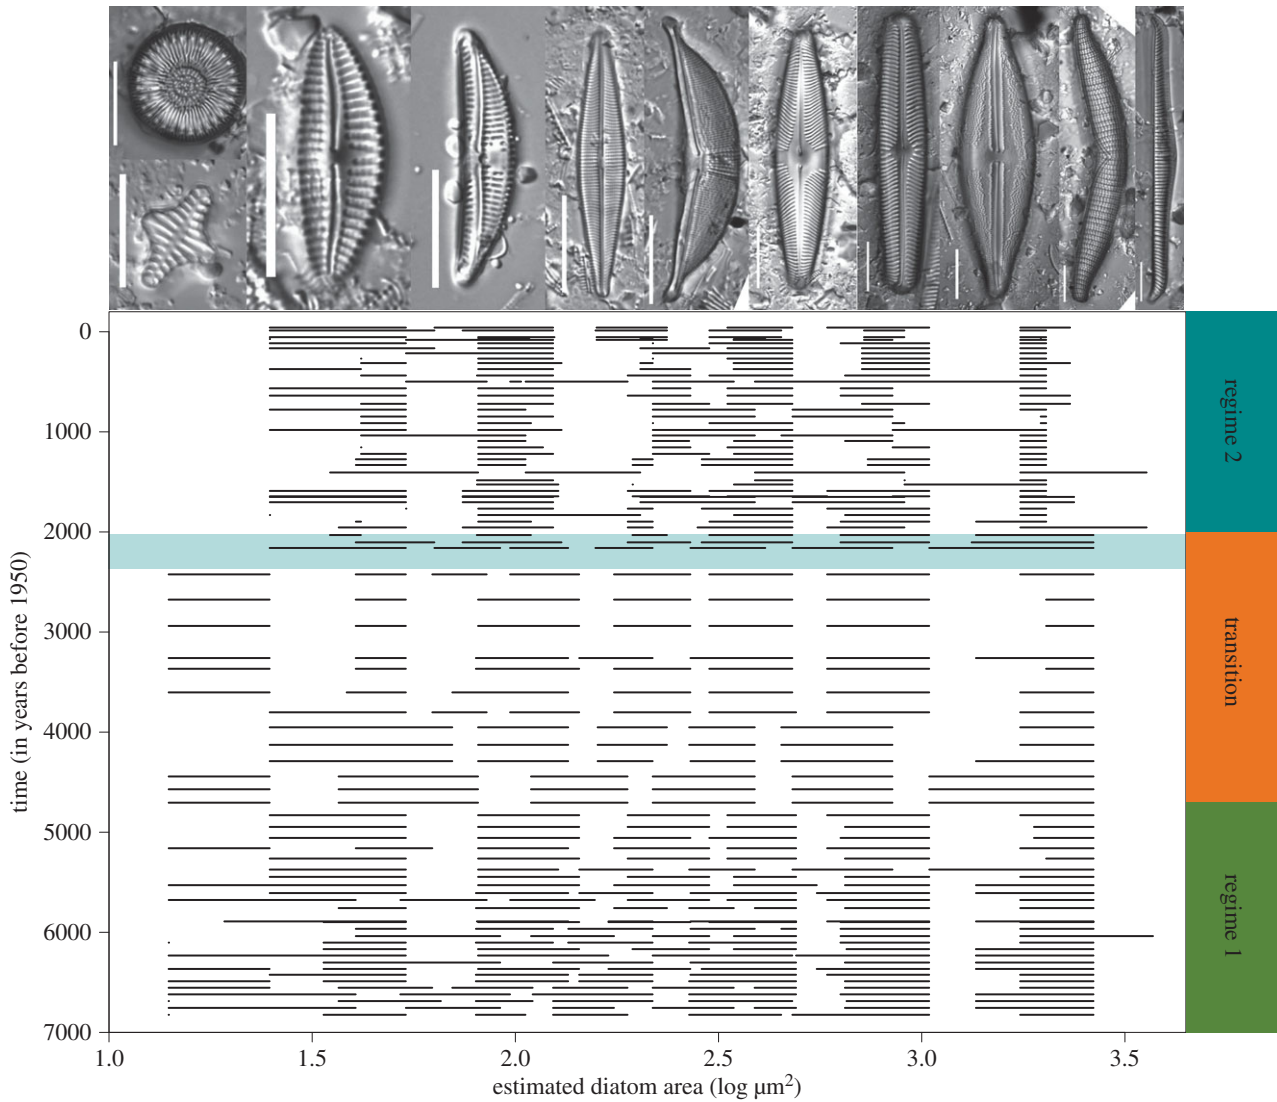 0
1000
2000
3000
4000
5000
6000
7000
time (in years before 1950)
regime 2
transition
regime 1
1.0 1.5 2.0 2.5 3.0 3.5
estimated diatom area (log µm²)